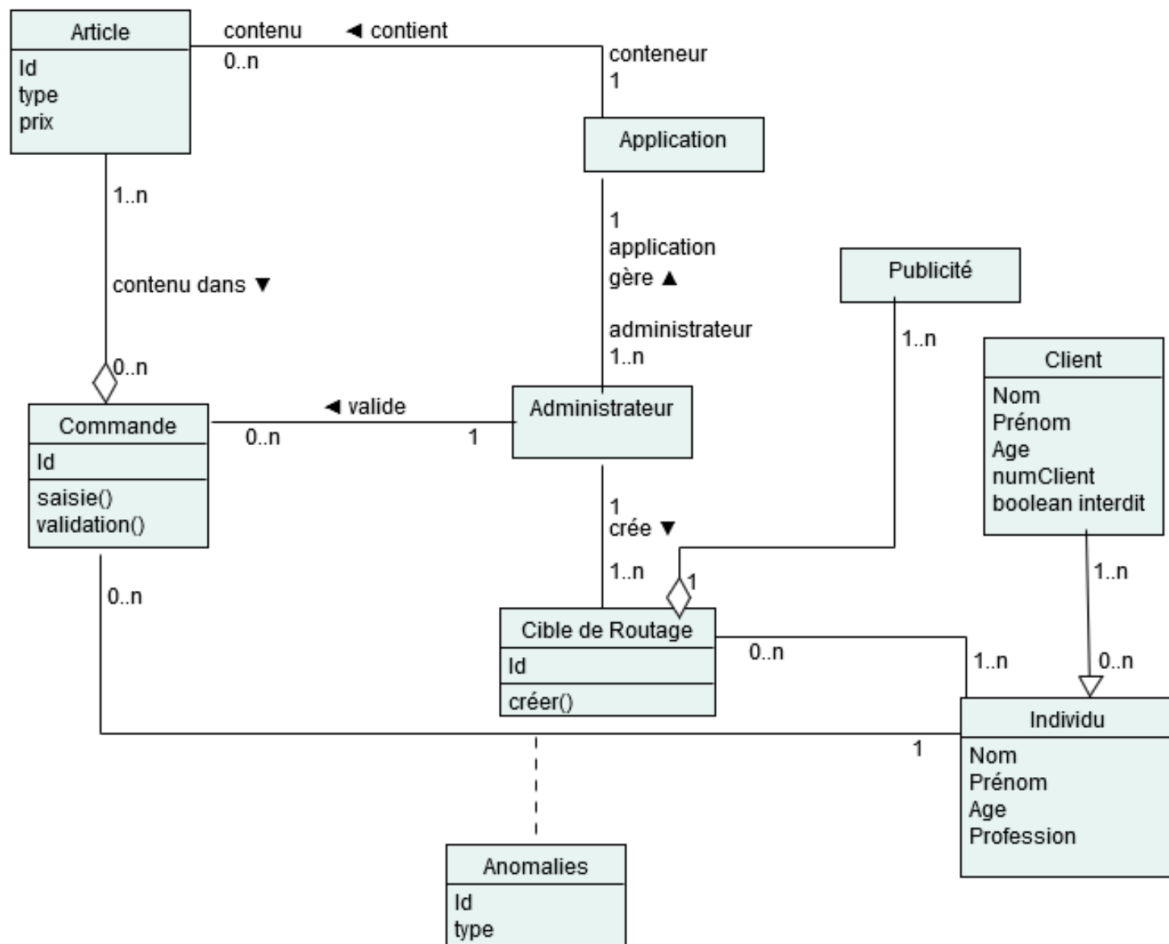 Article
Id
type
prix
contenu ◄ contient
0..n
conteneur
1
Application
1..n
contenu dans ▼
0..n
1
application
gère ▲
administrateur
1..n
Publicité
1..n
Client
Nom
Prénom
Age
numClient
boolean interdit
Commande
Id
saisie()
validation()
◄ valide
0..n
1
Administrateur
1
crée ▼
1..n
1
0..n
Cible de Routage
Id
créer()
0..n
1..n
1..n
0..n
Individu
Nom
Prénom
Age
Profession
1
Anomalies
Id
type